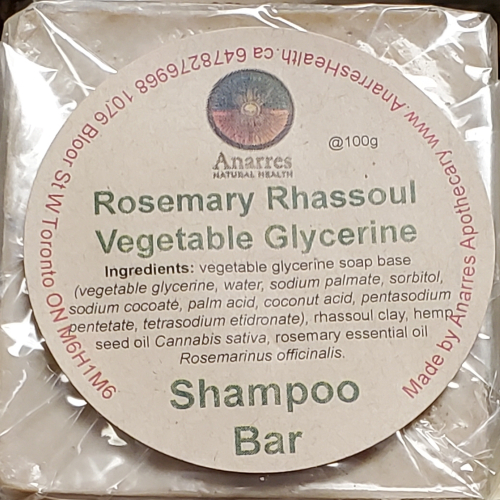 Made by Anarres Apothecary www.AnarresHealth.ca 6478276968 1076 Bloor St W Toronto NO M6H1M6
Anarres
NATURAL HEALTH
@100g
Rosemary Rhassoul
Vegetable Glycerine
Ingredients: vegetable glycerine soap base
(vegetable glycerine, water, sodium palmate, sorbitol,
sodium cocoate, palm acid, coconut acid, pentasodium
pentetate, tetrasodium etidronate), rhassoul clay, hemp
seed oil Cannabis sativa, rosemary essential oil
Rosemarinus officinalis.
Shampoo
Bar